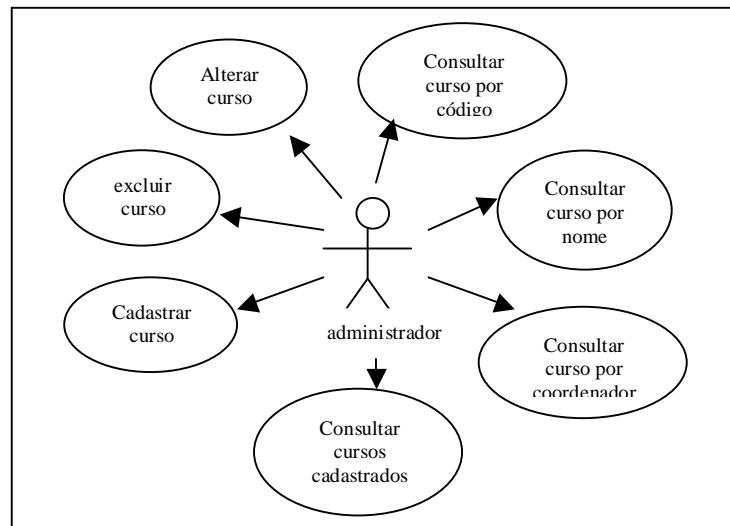 Alterar
curso
Consultar
curso por
código
excluir
curso
Consultar
curso por
nome
Cadastrar
curso
administrador
Consultar
curso por
coordenador
Consultar
cursos
cadastrados